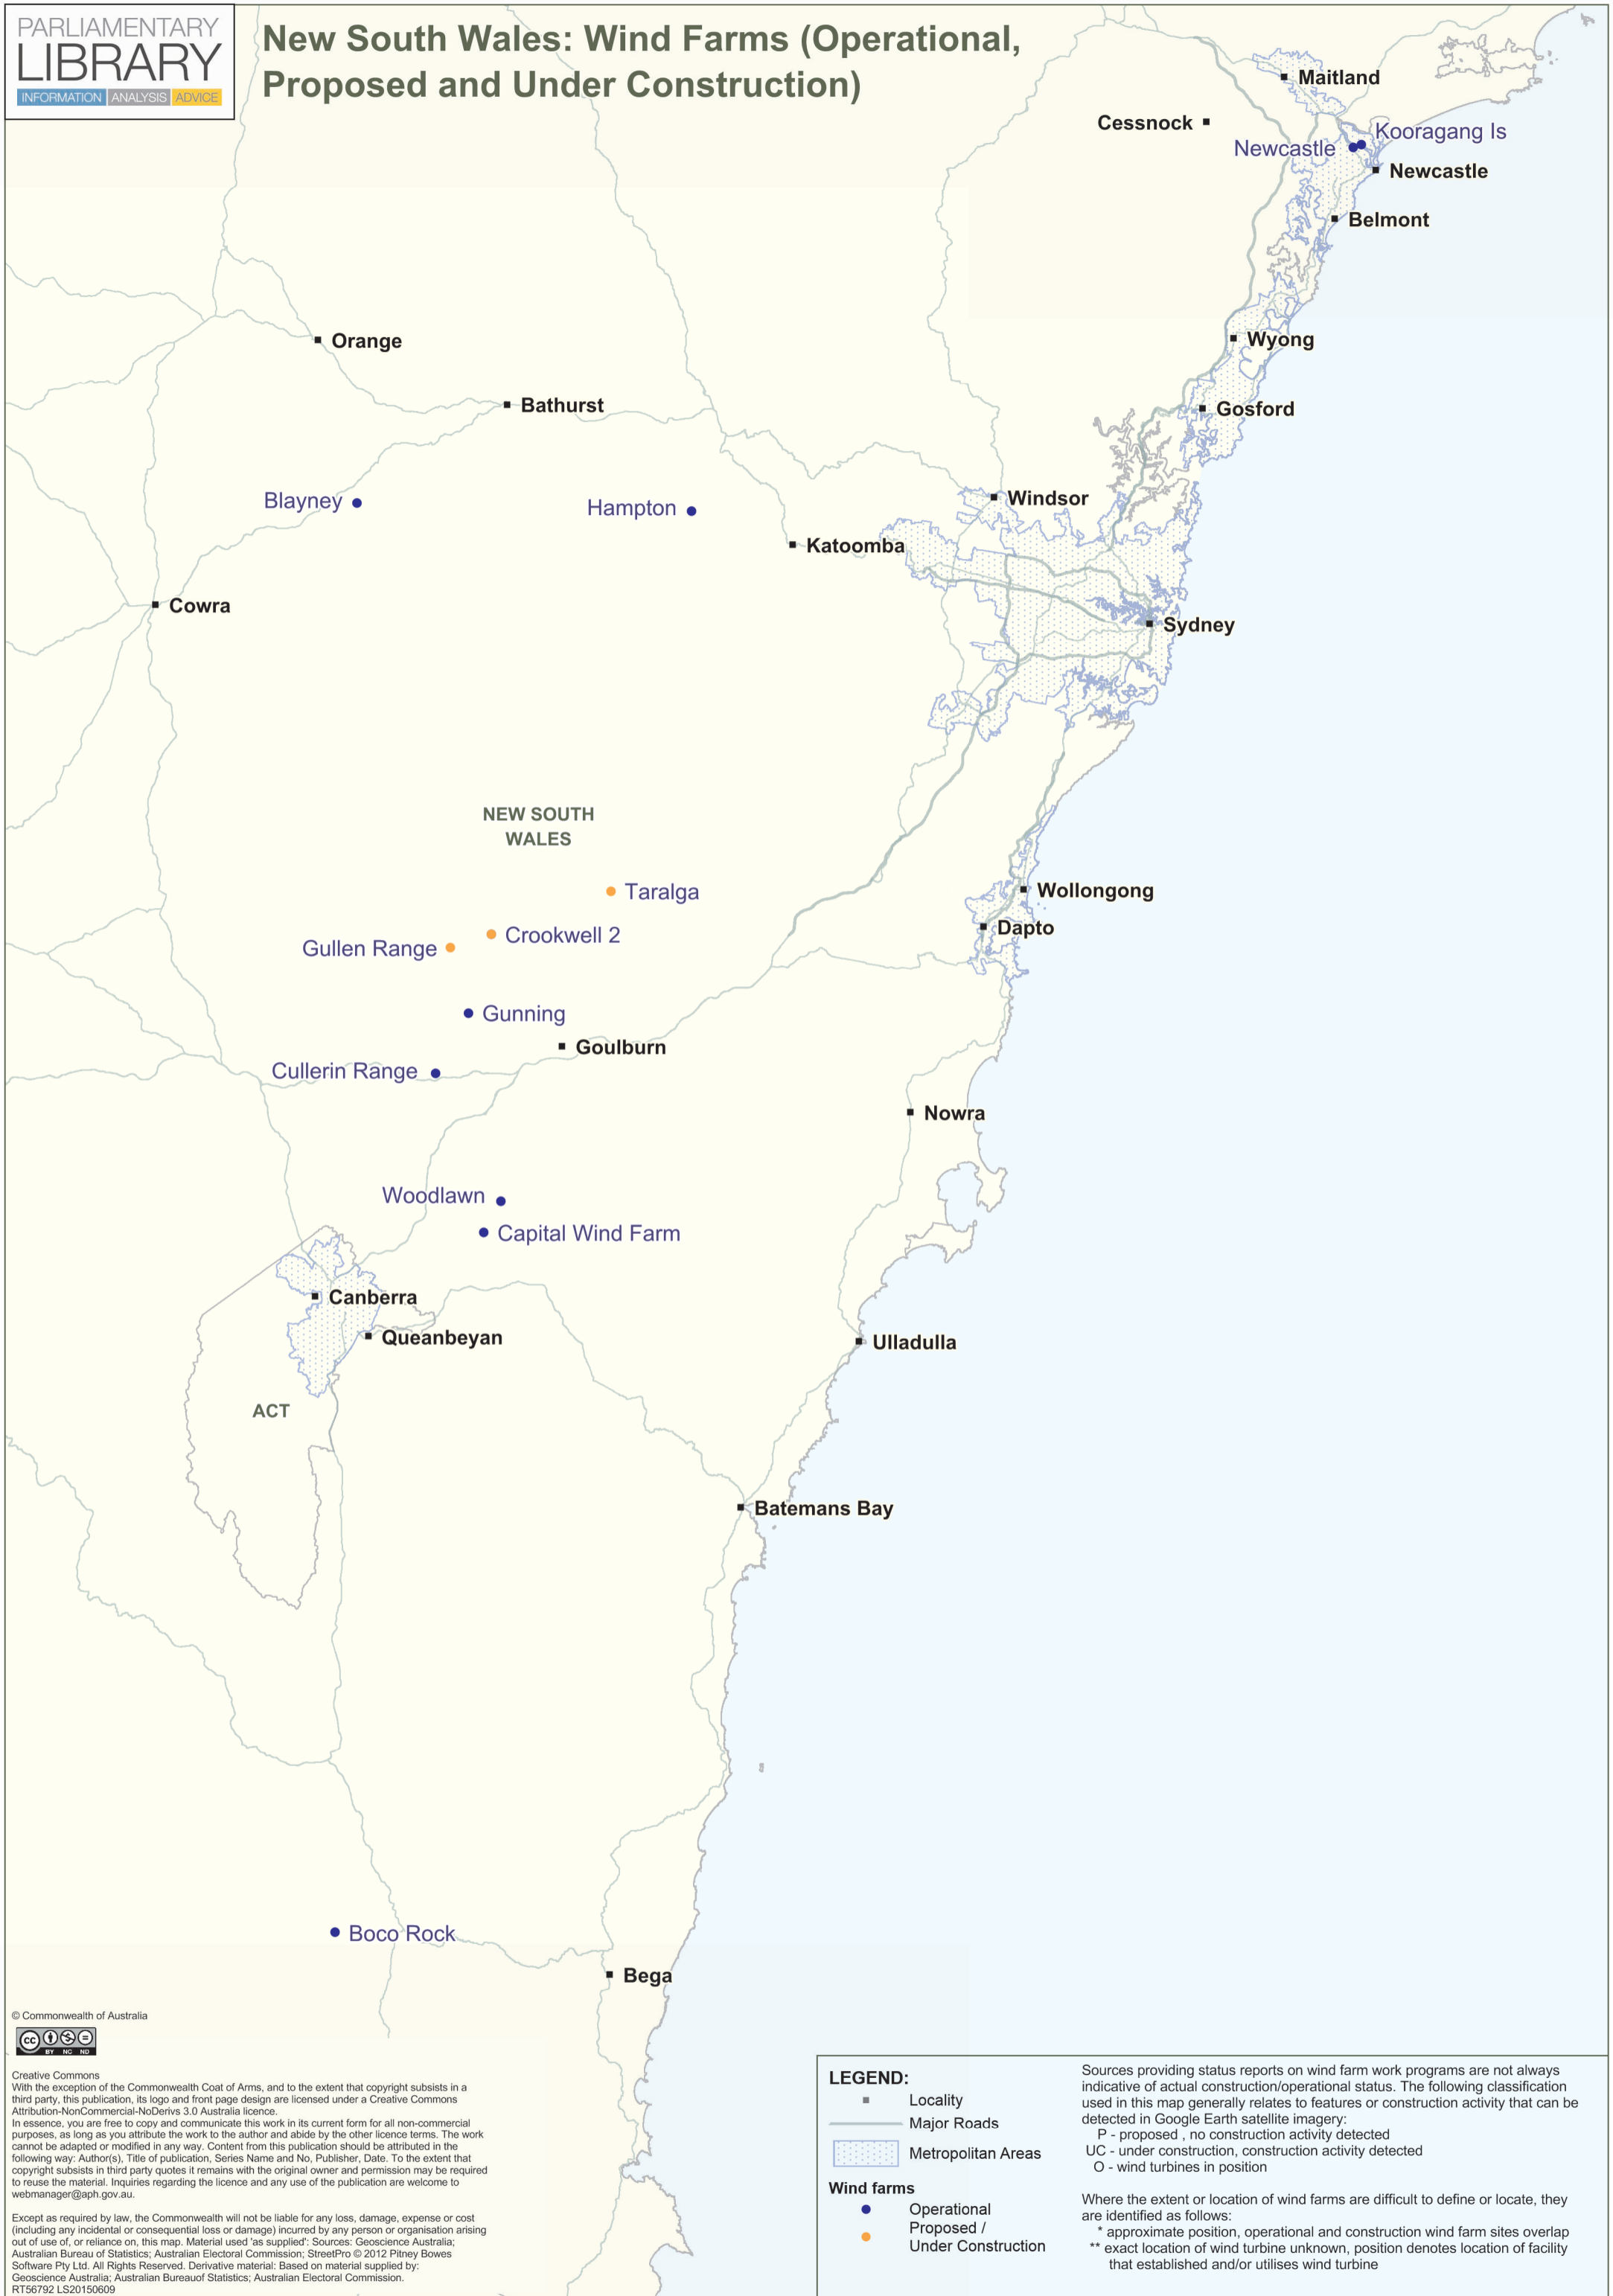 PARLIAMENTARY
LIBRARY
INFORMATION ANALYSIS ADVICE
New South Wales: Wind Farms (Operational,
Proposed and Under Construction)
Maitland
Cessnock
Kooragang Is
Newcastle
Newcastle
Belmont
Wyong
Orange
Bathurst
Gosford
Blayney
Hampton
Windsor
Katoomba
Cowra
Sydney
NEW SOUTH
WALES
Taralga
Wollongong
Crookwell 2
Dapto
Gullen Range
Gunning
Goulburn
Cullerin Range
Nowra
Woodlawn
Capital Wind Farm
Canberra
Queanbeyan
Ulladulla
ACT
Batemans Bay
Boco Rock
Bega
© Commonwealth of Australia
cc BY NC ND
Creative Commons
With the exception of the Commonwealth Coat of Arms, and to the extent that copyright subsists in a
third party, this publication, its logo and front page design are licensed under a Creative Commons
Attribution-NonCommercial-NoDerivs 3.0 Australia licence.
In essence, you are free to copy and communicate this work in its current form for all non-commercial
purposes, as long as you attribute the work to the author and abide by the other licence terms. The work
cannot be adapted or modified in any way. Content from this publication should be attributed in the
following way: Author(s), Title of publication, Series Name and No, Publisher, Date. To the extent that
copyright subsists in third party quotes it remains with the original owner and permission may be required
to reuse the material. Inquiries regarding the licence and any use of the publication are welcome to
webmanager@aph.gov.au.
Except as required by law, the Commonwealth will not be liable for any loss, damage, expense or cost
(including any incidental or consequential loss or damage) incurred by any person or organisation arising
out of use of, or reliance on, this map. Material used 'as supplied': Sources: Geoscience Australia;
Australian Bureau of Statistics; Australian Electoral Commission; StreetPro © 2012 Pitney Bowes
Software Pty Ltd. All Rights Reserved. Derivative material: Based on material supplied by:
Geoscience Australia; Australian Bureauof Statistics; Australian Electoral Commission.
RT56792 LS20150609
LEGEND:
Locality
Major Roads
Metropolitan Areas
Wind farms
Operational
Proposed /
Under Construction
Sources providing status reports on wind farm work programs are not always
indicative of actual construction/operational status. The following classification
used in this map generally relates to features or construction activity that can be
detected in Google Earth satellite imagery:
P - proposed , no construction activity detected
UC - under construction, construction activity detected
O - wind turbines in position
Where the extent or location of wind farms are difficult to define or locate, they
are identified as follows:
* approximate position, operational and construction wind farm sites overlap
** exact location of wind turbine unknown, position denotes location of facility
that established and/or utilises wind turbine